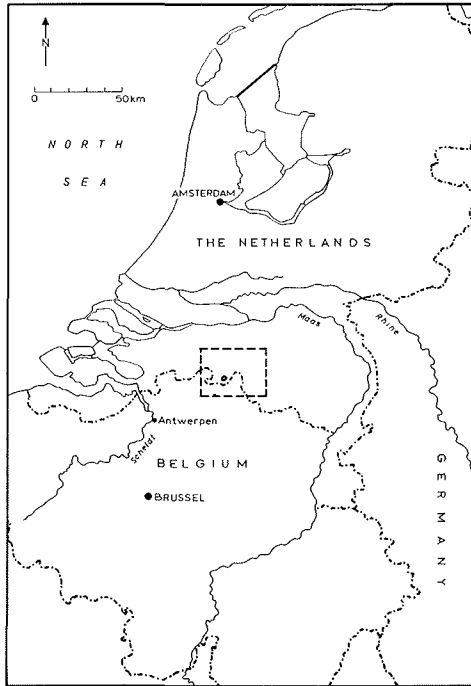 N
0 50km
NORTH
SEA
AMSTERDAM
THE NETHERLANDS
Maas
Rhine
Antwerpen
Schelde
BELGIUM
BRUSSEL
GERMANY